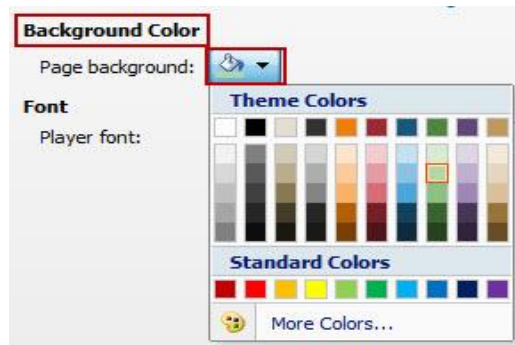 Background Color
Page background:
Theme Colors
Font
Player font:
Standard Colors
More Colors...